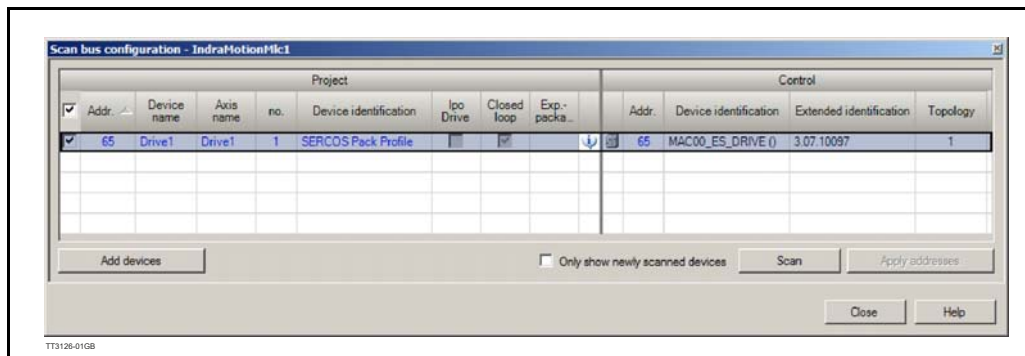 Scan bus configuration - IndraMotionMlc1
Project
Control
Addr.
Device name
Axis name
no.
Device identification
Ipo Drive
Closed loop
Exp.-packa...
Addr.
Device identification
Extended identification
Topology
65 Drive1 Drive1 1 SERCOS Pack Profile 65 MAC00_ES_DRIVE () 3.07.10097 1
Add devices
Only show newly scanned devices
Scan
Apply addresses
Close
Help
TT3126-01GB